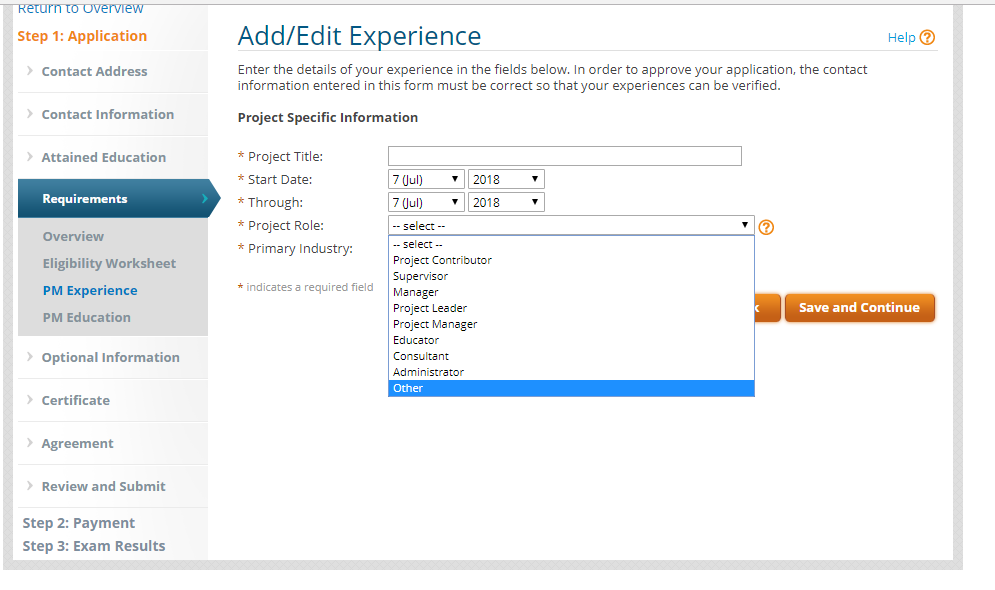 Return to Overview
Step 1: Application
Contact Address
Contact Information
Attained Education
Requirements
Overview
Eligibility Worksheet
PM Experience
PM Education
Optional Information
Certificate
Agreement
Review and Submit
Step 2: Payment
Step 3: Exam Results
Add/Edit Experience
Help ?
Enter the details of your experience in the fields below. In order to approve your application, the contact
information entered in this form must be correct so that your experiences can be verified.
Project Specific Information
* Project Title:
* Start Date: 7 (Jul) 2018
* Through: 7 (Jul) 2018
* Project Role: -- select -- ?
* Primary Industry:
-- select --
Project Contributor
Supervisor
Manager
Project Leader
Project Manager
Educator
Consultant
Administrator
Other
* indicates a required field
Save and Continue